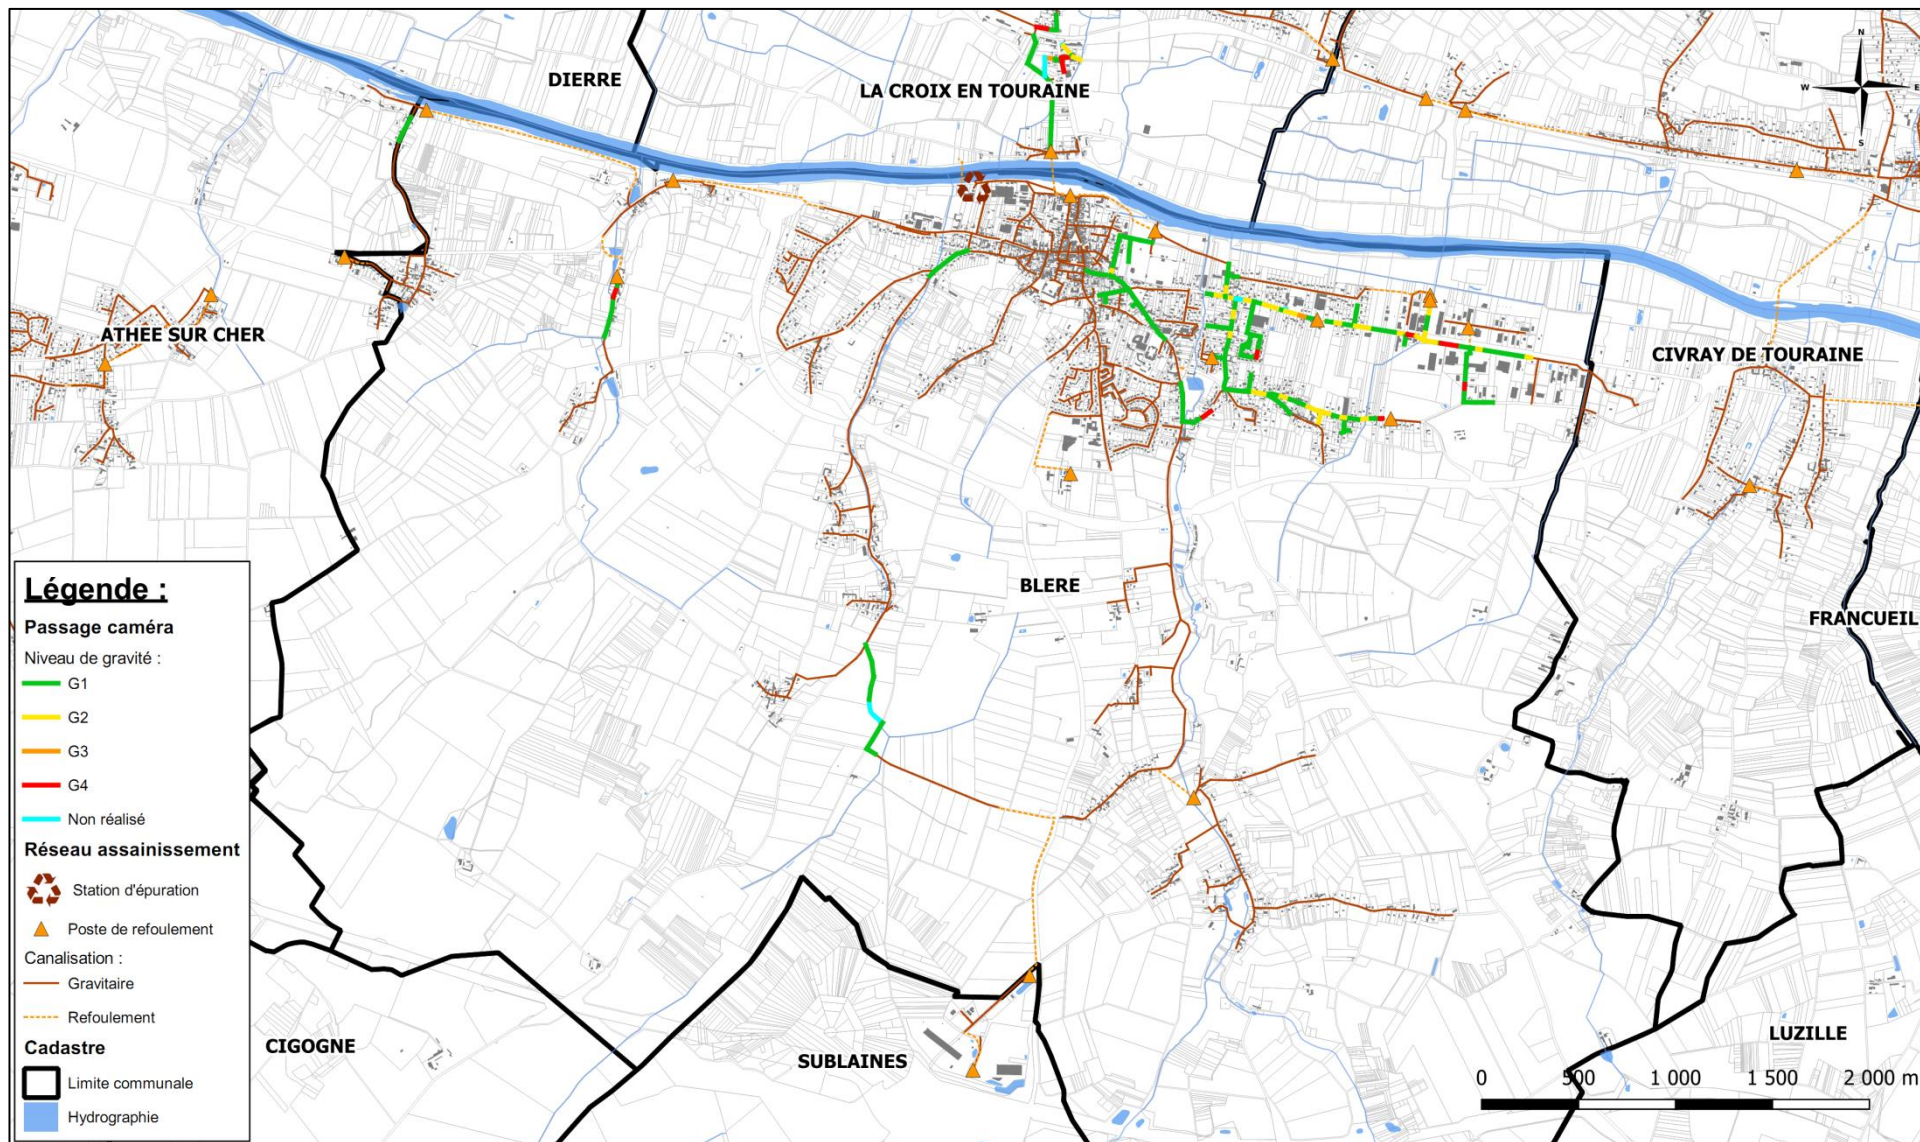 DIERRE
LA CROIX EN TOURAINE
N
W
E
S
ATHEE SUR CHER
CIVRAY DE TOURAINE
BLERE
FRANCUEIL
CIGOGNE
SUBLAINES
LUZILLE
Légende :
Passage caméra
Niveau de gravité :
G1
G2
G3
G4
Non réalisé
Réseau assainissement
Station d'épuration
Poste de refoulement
Canalisation :
Gravitaire
Refoulement
Cadastre
Limite communale
Hydrographie
0 500 1 000 1 500 2 000 m